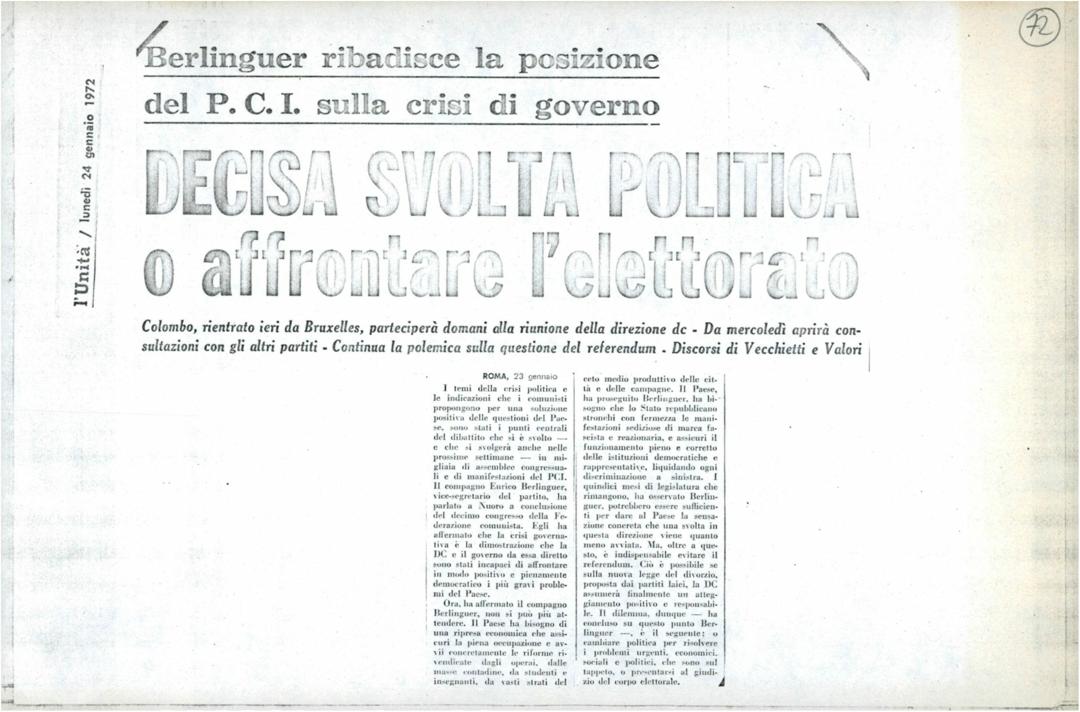 72
l'Unità / lunedì 24 gennaio 1972
Berlinguer ribadisce la posizione
del P. C. I. sulla crisi di governo
DECISA SVOLTA POLITICA
o affrontare l'elettorato
Colombo, rientrato ieri da Bruxelles, parteciperà domani alla riunione della direzione dc - Da mercoledì aprirà con-
sultazioni con gli altri partiti - Continua la polemica sulla questione del referendum - Discorsi di Vecchietti e Valori
ROMA, 23 gennaio
I temi della crisi politica e
le indicazioni che i comunisti
propongono per una soluzione
positiva delle questioni del Pae-
se, sono stati i punti centrali
del dibattito che si è svolto —
e che si svolgerà anche nelle
prossime settimane — in mi-
gliaia di assemblee congressua-
li e di manifestazioni del PCI.
Il compagno Enrico Berlinguer,
vice-segretario del partito, ha
parlato a Nuoro a conclusione
del decimo congresso della Fe-
derazione comunista. Egli ha
affermato che la crisi governa-
tiva è la dimostrazione che la
DC e il governo da essa diretto
sono stati incapaci di affrontare
in modo positivo e pienamente
democratico i più gravi proble-
mi del Paese.
Ora, ha affermato il compagno
Berlinguer, non si può più at-
tendere. Il Paese ha bisogno di
una ripresa economica che assi-
curi la piena occupazione e av-
vii concretamente le riforme ri-
vendicate dagli operai, dalle
masse contadine, da studenti e
insegnanti, da vasti strati del
ceto medio produttivo delle cit-
tà e delle campagne. Il Paese,
ha proseguito Berlinguer, ha bi-
sogno che lo Stato repubblicano
stronchi con fermezza le mani-
festazioni sediziose di marca fa-
scista e reazionaria, e assicuri il
funzionamento pieno e corretto
delle istituzioni democratiche e
rappresentative, liquidando ogni
discriminazione a sinistra. I
quindici mesi di legislatura che
rimangono, ha osservato Berlin-
guer, potrebbero essere sufficien-
ti per dare al Paese la sensa-
zione concreta che una svolta in
questa direzione viene quanto
meno avviata. Ma, oltre a que-
sto, è indispensabile evitare il
referendum. Ciò è possibile se
sulla nuova legge del divorzio,
proposta dai partiti laici, la DC
assumerà finalmente un atteg-
giamento positivo e responsabi-
le. Il dilemma, dunque — ha
concluso su questo punto Ber-
linguer —, è il seguente: o
cambiare politica per risolvere
i problemi urgenti, economici,
sociali e politici, che sono sul
tappeto, o presentarsi al giudi-
zio del corpo elettorale.